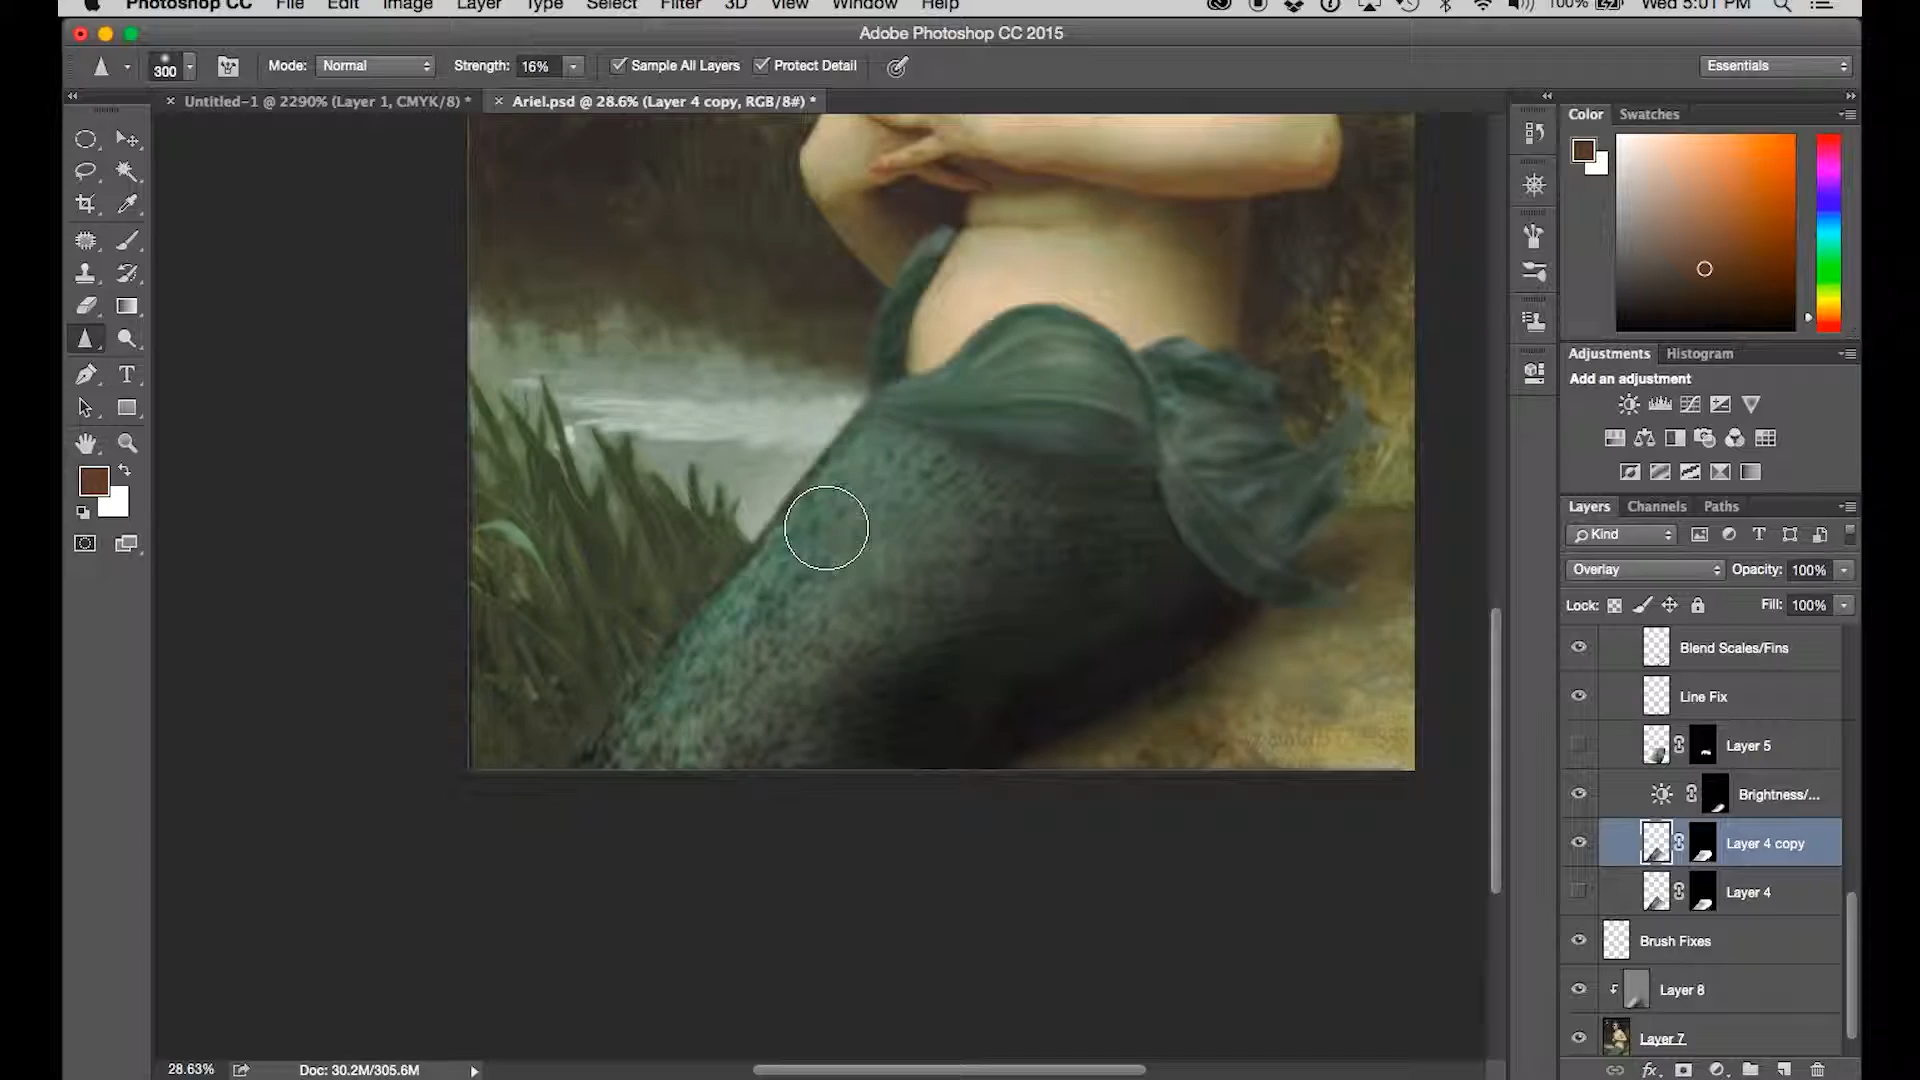 Photoshop CC File Edit Image Layer Type Select Filter 3D View Window Help 100% Wed 5:01 PM
Adobe Photoshop CC 2015
300 Mode: Normal Strength: 16% Sample All Layers Protect Detail Essentials
Untitled-1 @ 2290% (Layer 1, CMYK/8) * Ariel.psd @ 28.6% (Layer 4 copy, RGB/8#) *
Color Swatches
Adjustments Histogram
Add an adjustment
Layers Channels Paths
Kind
Overlay Opacity: 100%
Lock: Fill: 100%
Blend Scales/Fins
Line Fix
Layer 5
Brightness/...
Layer 4 copy
Layer 4
Brush Fixes
Layer 8
Layer 7
28.63% Doc: 30.2M/305.6M